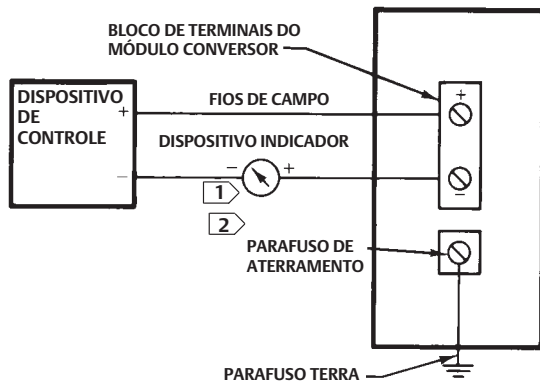 BLOCO DE TERMINAIS DO
MÓDULO CONVERSOR
DISPOSITIVO
DE
CONTROLE
+
FIOS DE CAMPO
+
DISPOSITIVO INDICADOR
−
− +
−
1
2
PARAFUSO DE
ATERRAMENTO
PARAFUSO TERRA